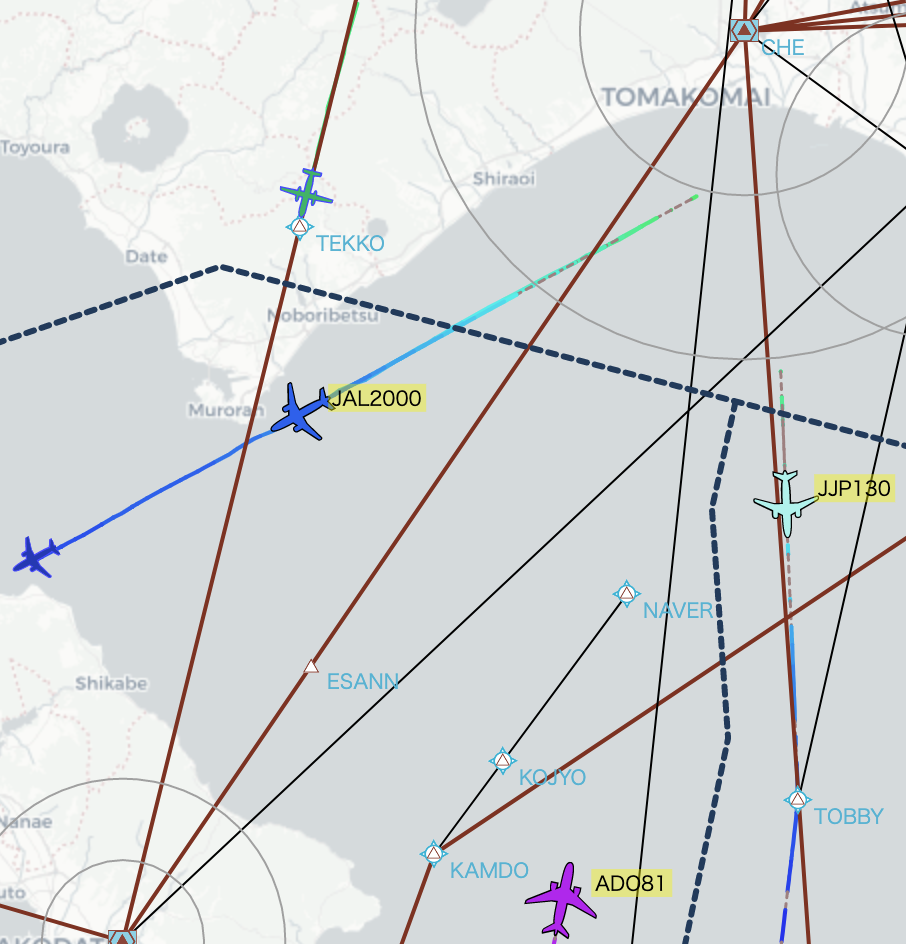 CHE
TOMAKOMAI
Toyoura
Shiraoi
TEKKO
Date
Noboribetsu
JAL2000
Muroran
JJP130
NAVER
ESANN
Shikabe
KOJYO
TOBBY
Nanae
KAMDO
ADO81